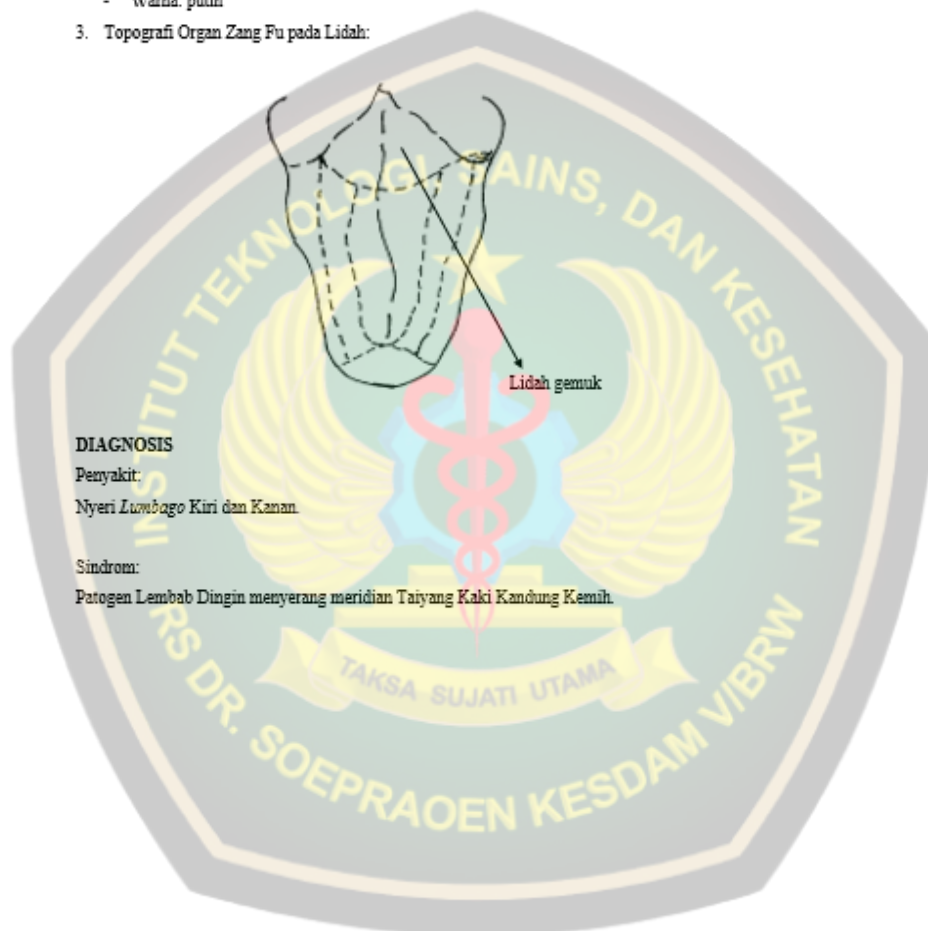 - Warna: putih
3. Topografi Organ Zang Fu pada Lidah:
INSTITUT TEKNOLOGI, SAINS, DAN KESEHATAN
Lidah gemuk
DIAGNOSIS
Penyakit:
Nyeri Lumbago Kiri dan Kanan.
Sindrom:
Patogen Lembab Dingin menyerang meridian Taiyang Kaki Kandung Kemih.
TAKSA SUJATI UTAMA
RS DR. SOEPRAOEN KESDAM V/BRW